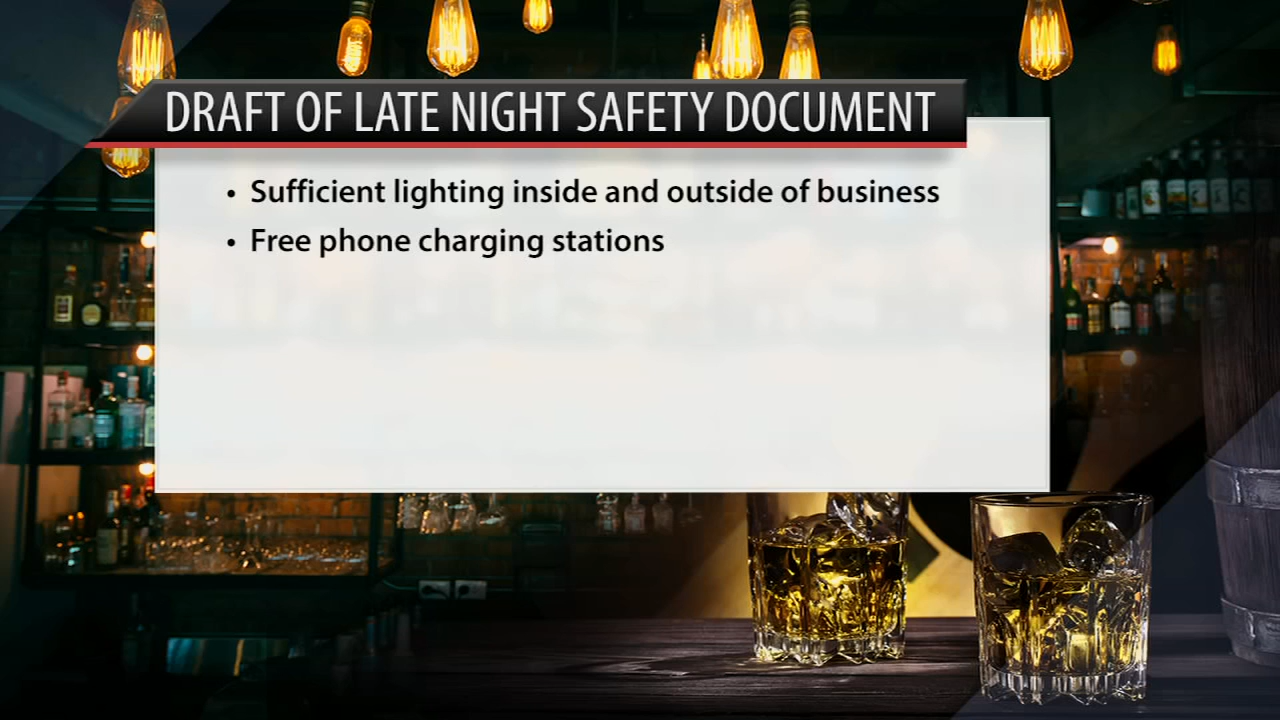 DRAFT OF LATE NIGHT SAFETY DOCUMENT
• Sufficient lighting inside and outside of business
• Free phone charging stations